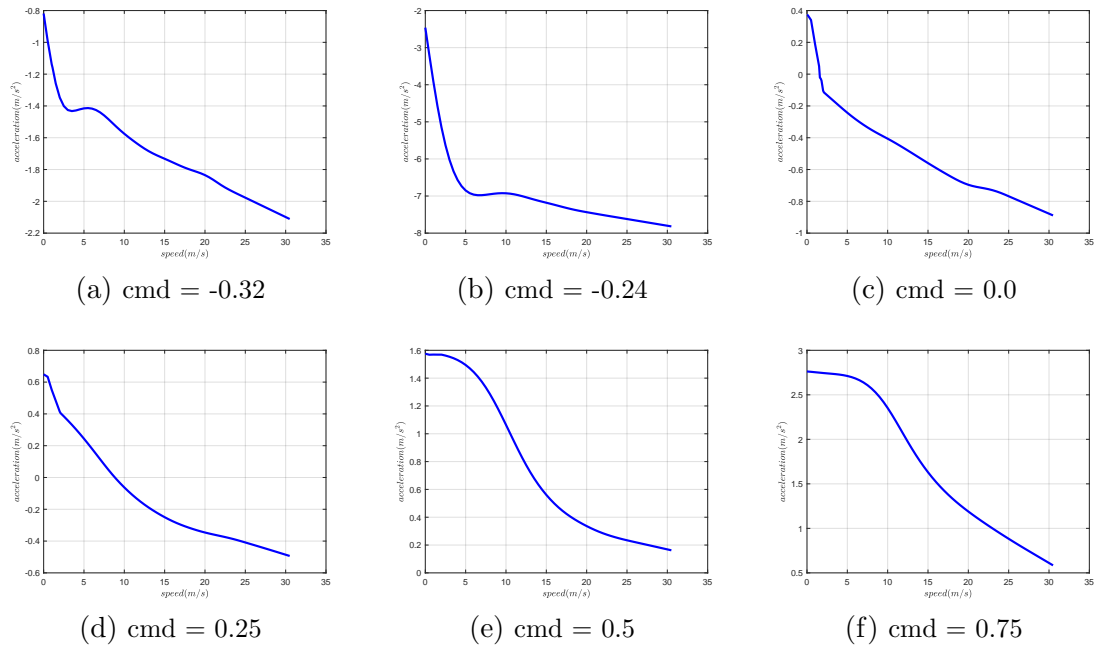 -0.8
-1
-1.2
-1.4
-1.6
-1.8
-2
-2.2
acceleration(m/s²)
0 5 10 15 20 25 30 35
speed(m/s)
(a) cmd = -0.32
-2
-3
-4
-5
-6
-7
-8
acceleration(m/s²)
0 5 10 15 20 25 30 35
speed(m/s)
(b) cmd = -0.24
0.4
0.2
0
-0.2
-0.4
-0.6
-0.8
-1
acceleration(m/s²)
0 5 10 15 20 25 30 35
speed(m/s)
(c) cmd = 0.0
0.8
0.6
0.4
0.2
0
-0.2
-0.4
-0.6
acceleration(m/s²)
0 5 10 15 20 25 30 35
speed(m/s)
(d) cmd = 0.25
1.6
1.4
1.2
1
0.8
0.6
0.4
0.2
0
acceleration(m/s²)
0 5 10 15 20 25 30 35
speed(m/s)
(e) cmd = 0.5
3
2.5
2
1.5
1
0.5
acceleration(m/s²)
0 5 10 15 20 25 30 35
speed(m/s)
(f) cmd = 0.75